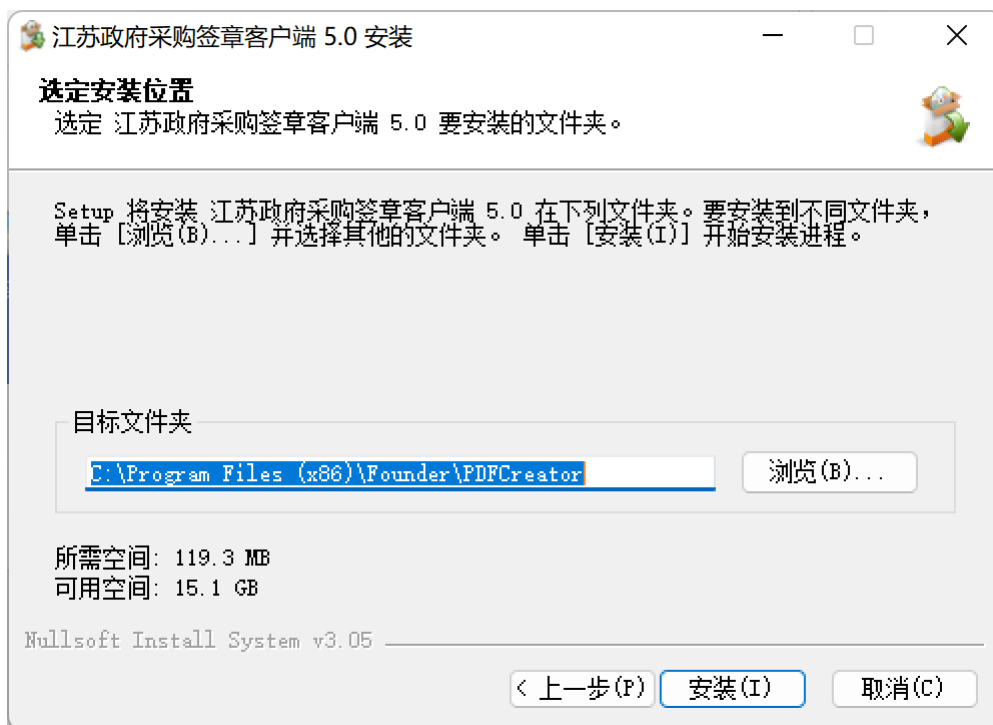 江苏政府采购签章客户端 5.0 安装
选定安装位置
选定 江苏政府采购签章客户端 5.0 要安装的文件夹。
Setup 将安装 江苏政府采购签章客户端 5.0 在下列文件夹。要安装到不同文件夹，
单击 [浏览(B)...] 并选择其他的文件夹。 单击 [安装(I)] 开始安装进程。
目标文件夹
C:\Program Files (x86)\Founder\PDFCreator
浏览(B)...
所需空间: 119.3 MB
可用空间: 15.1 GB
Nullsoft Install System v3.05
< 上一步(P)
安装(I)
取消(C)